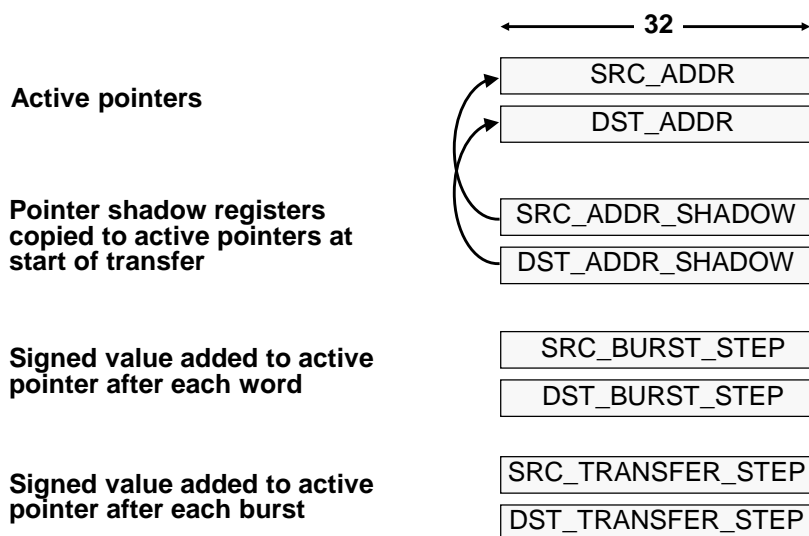 32
Active pointers
SRC_ADDR
DST_ADDR
Pointer shadow registers
copied to active pointers at
start of transfer
SRC_ADDR_SHADOW
DST_ADDR_SHADOW
Signed value added to active
pointer after each word
SRC_BURST_STEP
DST_BURST_STEP
Signed value added to active
pointer after each burst
SRC_TRANSFER_STEP
DST_TRANSFER_STEP